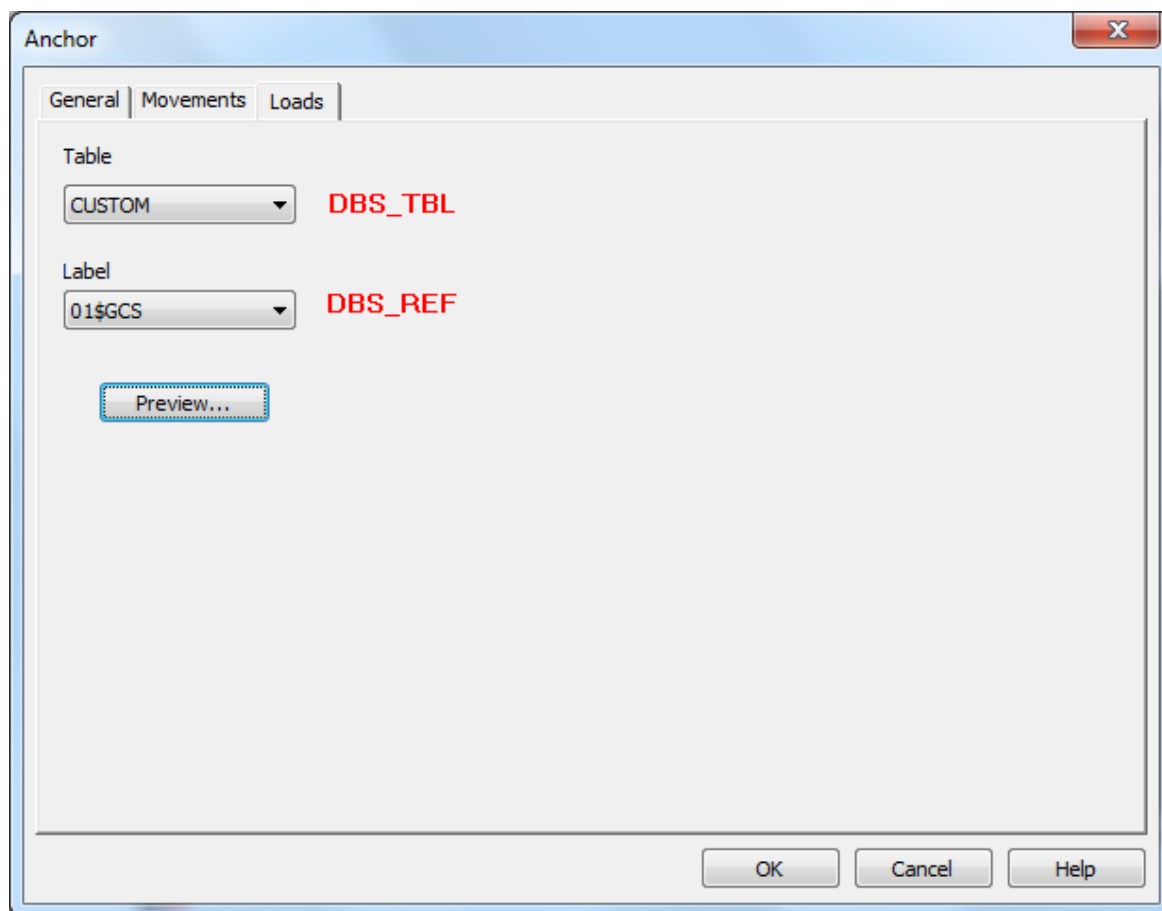 Anchor
General Movements Loads
Table
CUSTOM DBS_TBL
Label
01$GCS DBS_REF
Preview...
OK Cancel Help